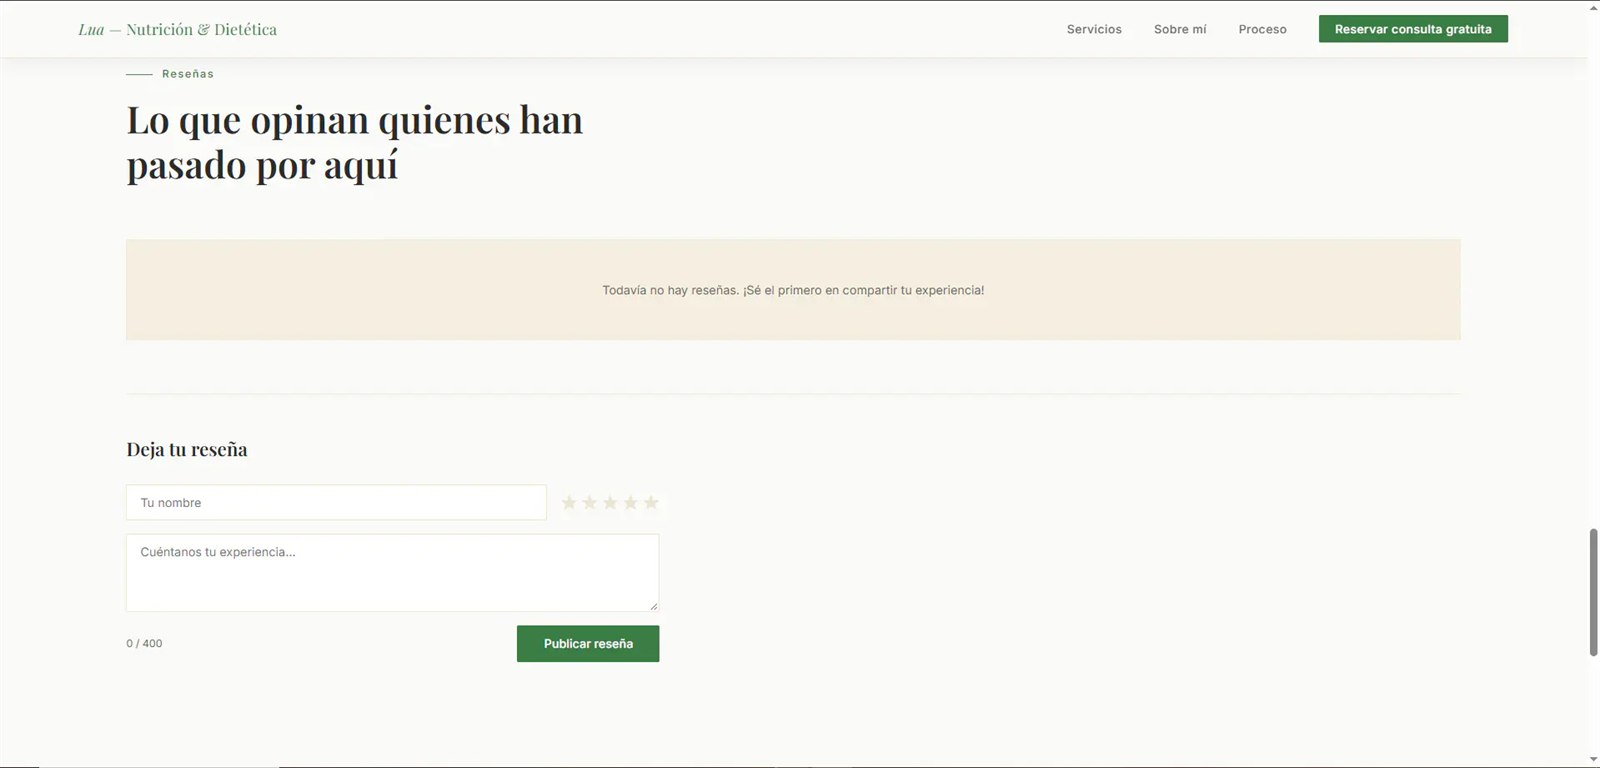 Lua — Nutrición & Dietética
Servicios
Sobre mí
Proceso
Reservar consulta gratuita
Reseñas
Lo que opinan quienes han
pasado por aquí
Todavía no hay reseñas. ¡Sé el primero en compartir tu experiencia!
Deja tu reseña
Tu nombre
Cuéntanos tu experiencia...
0 / 400
Publicar reseña